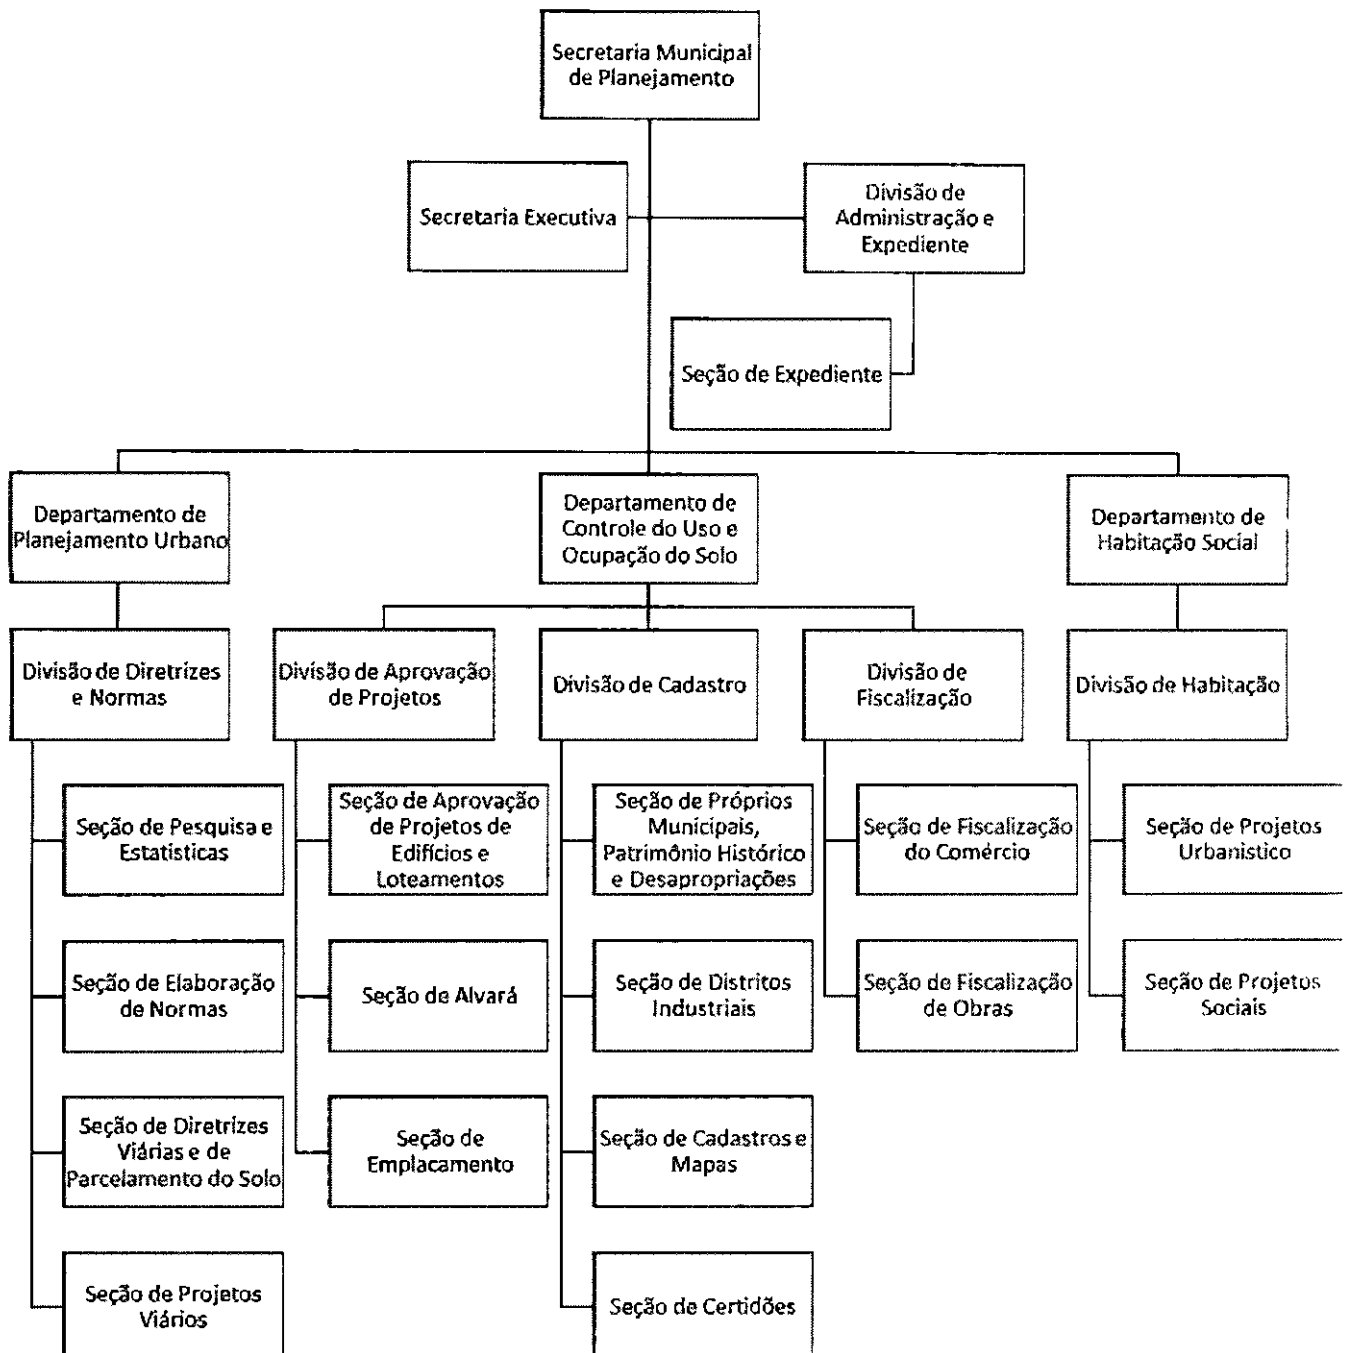 Secretaria Municipal
de Planejamento
Secretaria Executiva
Divisão de
Administração e
Expediente
Seção de Expediente
Departamento de
Planejamento Urbano
Departamento de
Controle do Uso e
Ocupação do Solo
Departamento de
Habitação Social
Divisão de Diretrizes
e Normas
Divisão de Aprovação
de Projetos
Divisão de Cadastro
Divisão de
Fiscalização
Divisão de Habitação
Seção de Pesquisa e
Estatisticas
Seção de Aprovação
de Projetos de
Edifícios e
Loteamentos
Seção de Próprios
Municipais,
Patrimônio Histórico
e Desapropriações
Seção de Fiscalização
do Comércio
Seção de Projetos
Urbanistico
Seção de Elaboração
de Normas
Seção de Alvará
Seção de Distritos
Industriais
Seção de Fiscalização
de Obras
Seção de Projetos
Sociais
Seção de Diretrizes
Viárias e de
Parcelamento do Solo
Seção de
Emplacamento
Seção de Cadastros e
Mapas
Seção de Projetos
Viários
Seção de Certidões